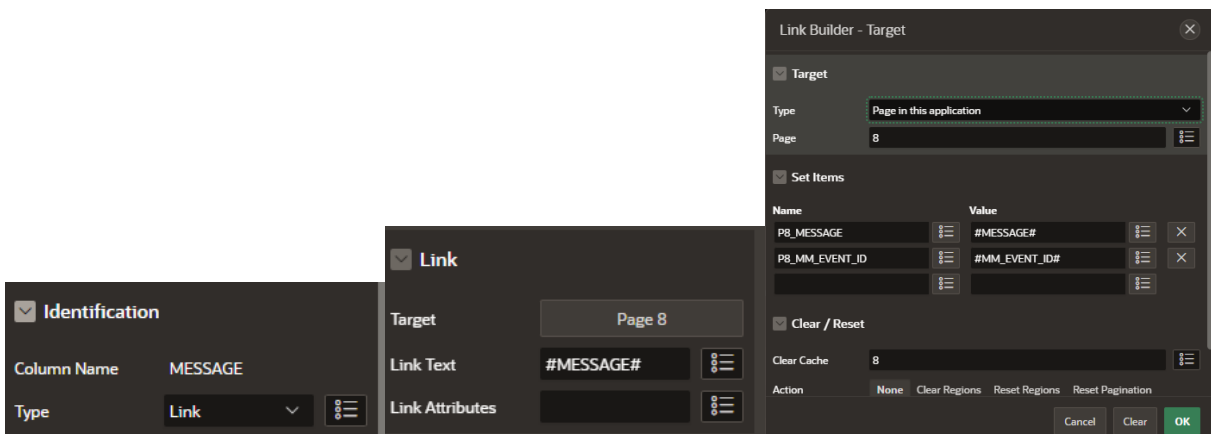 Identification
Column Name MESSAGE
Type Link
Link
Target Page 8
Link Text #MESSAGE#
Link Attributes
Link Builder - Target
Target
Type Page in this application
Page 8
Set Items
Name Value
P8_MESSAGE #MESSAGE#
P8_MM_EVENT_ID #MM_EVENT_ID#
Clear / Reset
Clear Cache 8
Action None Clear Regions Reset Regions Reset Pagination
Cancel Clear OK